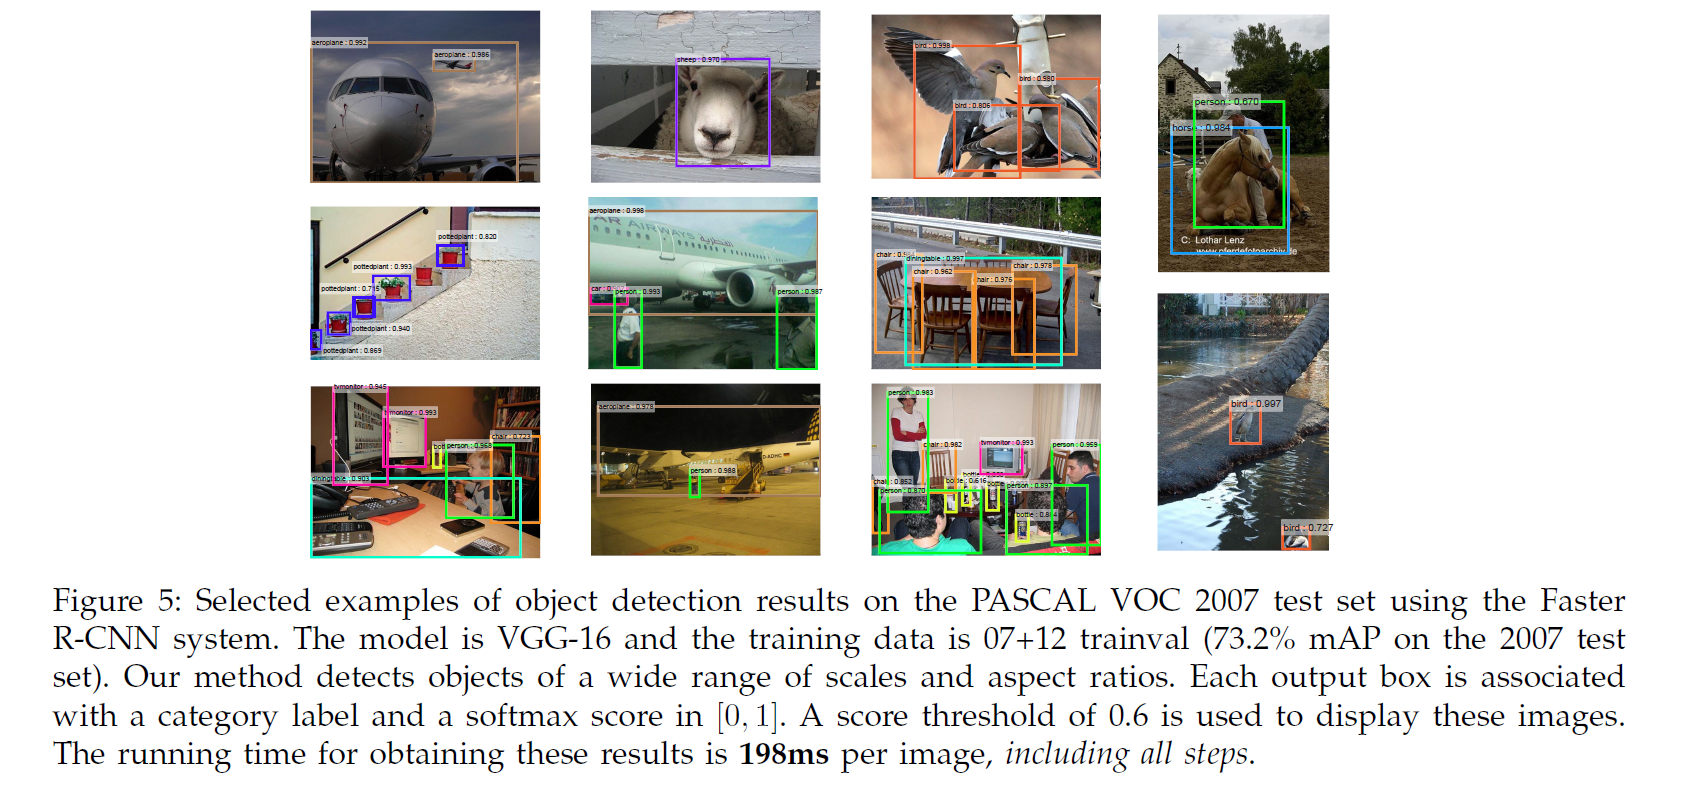 aeroplane : 0.992
aeroplane : 0.986
sheep : 0.970
bird : 0.998
bird : 0.980
bird : 0.806
person : 0.670
horse : 0.984
C: Lothar Lenz
www.pferdefotoarchiv.de
pottedplant : 0.820
pottedplant : 0.993
pottedplant : 0.715
pottedplant : 0.940
pottedplant : 0.869
aeroplane : 0.998
AR AIRWAYS القطرية
car :
person : 0.993
person : 0.987
chair :
diningtable : 0.997
chair : 0.962
chair : 0.976
chair : 0.978
bird : 0.997
bird : 0.727
tvmonitor : 0.945
tvmonitor : 0.993
person : 0.968
chair : 0.723
diningtable : 0.903
aeroplane : 0.978
D-ADHC
person : 0.988
person : 0.983
chair : 0.982
tvmonitor : 0.993
person : 0.959
chair : 0.852
person : 0.870
bottle : 0.616
person : 0.897
bottle :
Figure 5: Selected examples of object detection results on the PASCAL VOC 2007 test set using the Faster
R-CNN system. The model is VGG-16 and the training data is 07+12 trainval (73.2% mAP on the 2007 test
set). Our method detects objects of a wide range of scales and aspect ratios. Each output box is associated
with a category label and a softmax score in [0, 1]. A score threshold of 0.6 is used to display these images.
The running time for obtaining these results is 198ms per image, including all steps.